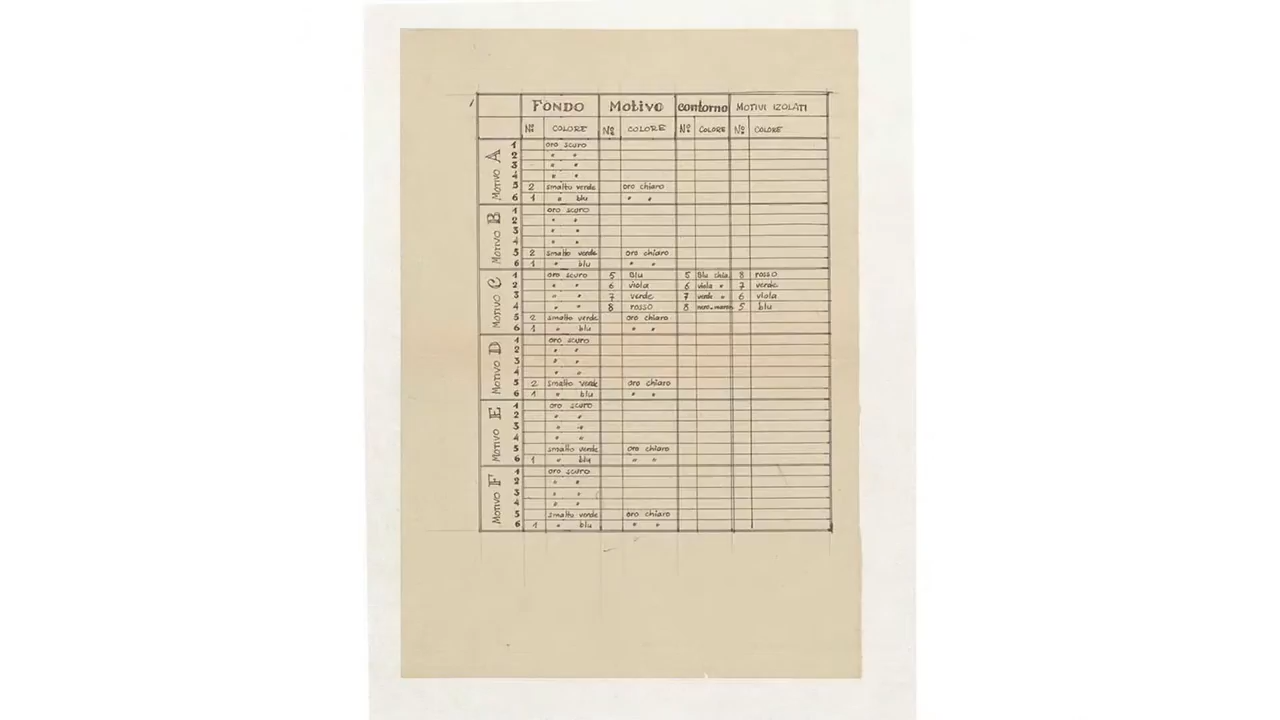 FONDO Motivo contorno MOTIVI IZOLATI
Nº COLORE Nº COLORE Nº COLORE Nº COLORE
MOTIVO A
1 oro scuro
2 " "
3 " "
4 " "
5 2 smalto verde oro chiaro
6 1 " blu " "
MOTIVO B
1 oro scuro
2 " "
3 " "
4 " "
5 2 smalto verde oro chiaro
6 1 " blu " "
MOTIVO C
1 oro scuro 5 Blu 5 Blu chia. 8 rosso
2 " " 6 viola 6 viola " 7 verde
3 " " 7 verde 7 verde " 6 viola
4 " " 8 rosso 8 5 blu
5 2 smalto verde oro chiaro
6 1 " blu " "
MOTIVO D
1 oro scuro
2 " "
3 " "
4 " "
5 2 smalto verde oro chiaro
6 1 " blu " "
MOTIVO E
1 oro scuro
2 " "
3 " "
4 " "
5 smalto verde oro chiaro
6 1 " blu " "
MOTIVO F
1 oro scuro
2 " "
3 " "
4 " "
5 smalto verde oro chiaro
6 1 " blu " "